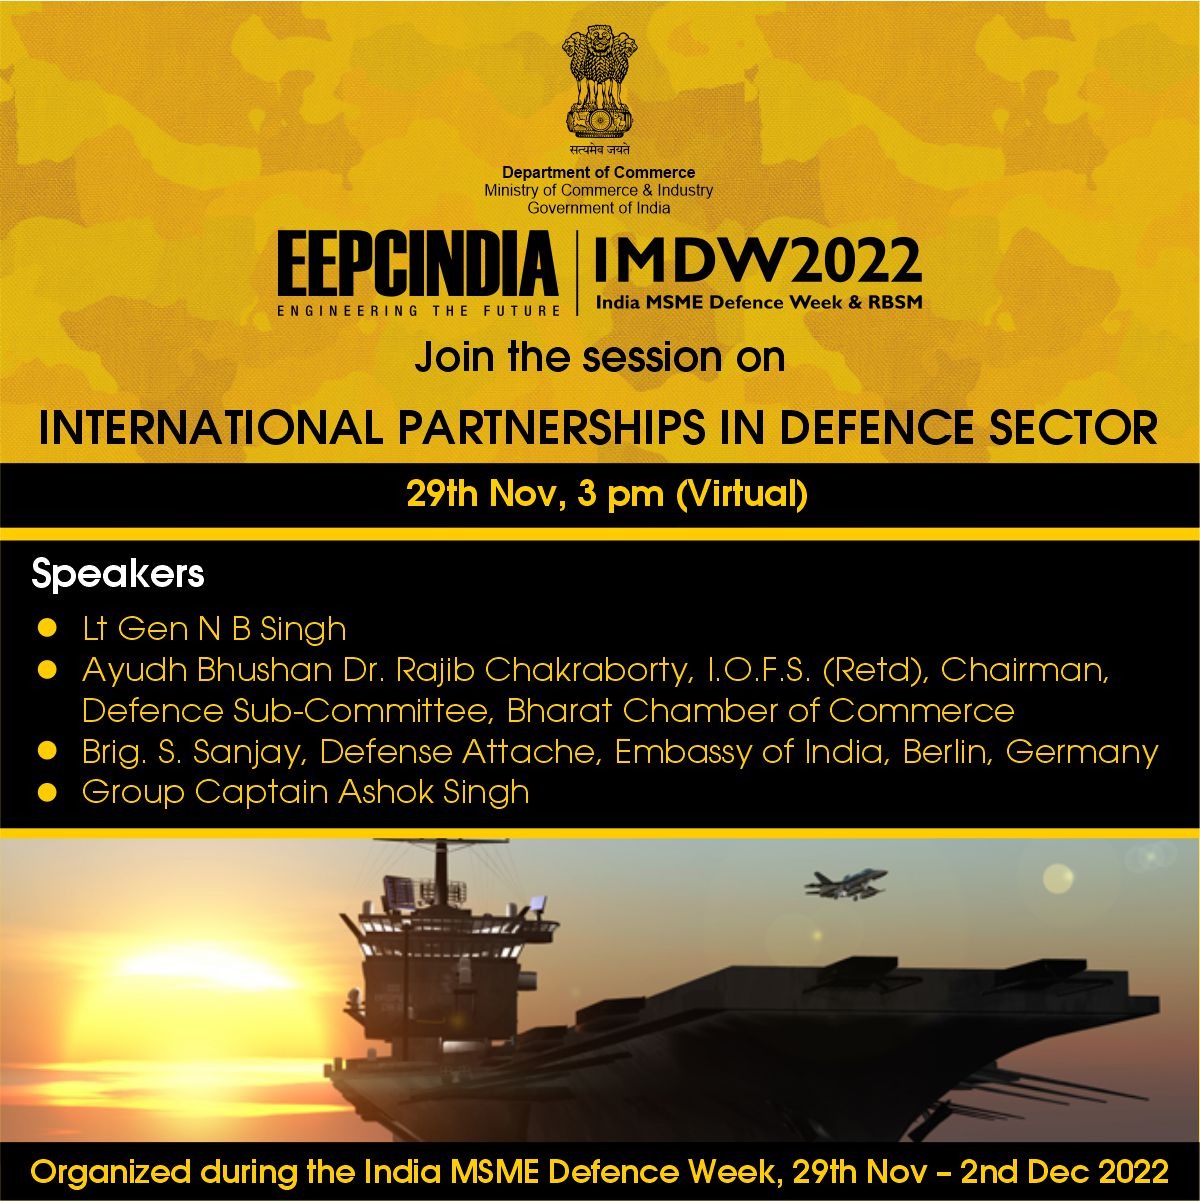 सत्यमेव जयते
Department of Commerce
Ministry of Commerce & Industry
Government of India
EEPCINDIA
ENGINEERING THE FUTURE
IMDW2022
India MSME Defence Week & RBSM
Join the session on
INTERNATIONAL PARTNERSHIPS IN DEFENCE SECTOR
29th Nov, 3 pm (Virtual)
Speakers
● Lt Gen N B Singh
● Ayudh Bhushan Dr. Rajib Chakraborty, I.O.F.S. (Retd), Chairman,
Defence Sub-Committee, Bharat Chamber of Commerce
● Brig. S. Sanjay, Defense Attache, Embassy of India, Berlin, Germany
● Group Captain Ashok Singh
Organized during the India MSME Defence Week, 29th Nov – 2nd Dec 2022